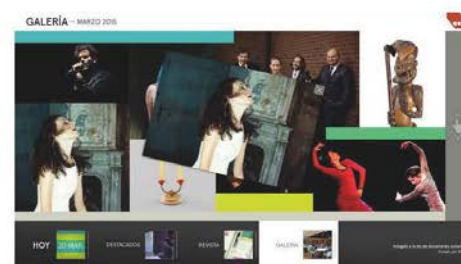 GALERÍA – MARZO 2015
HOY
20 MAR.
DESTACADOS
REVISTA
GALERÍA